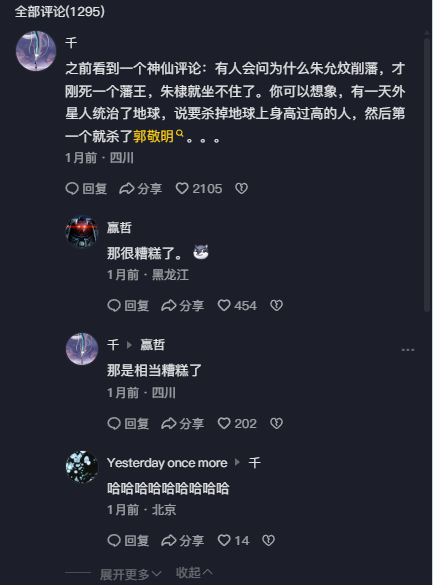 全部评论(1295)
千
之前看到一个神仙评论：有人会问为什么朱允炆削藩，才
刚死一个藩王，朱棣就坐不住了。你可以想象，有一天外
星人统治了地球，说要杀掉地球上身高过高的人，然后第
一个就杀了郭敬明。。。
1月前·四川
回复 分享 2105
赢哲
那很糟糕了。
1月前·黑龙江
回复 分享 454
千 赢哲
那是相当糟糕了
1月前·四川
回复 分享 202
Yesterday once more 千
哈哈哈哈哈哈哈哈哈
1月前·北京
回复 分享 14
展开更多 收起